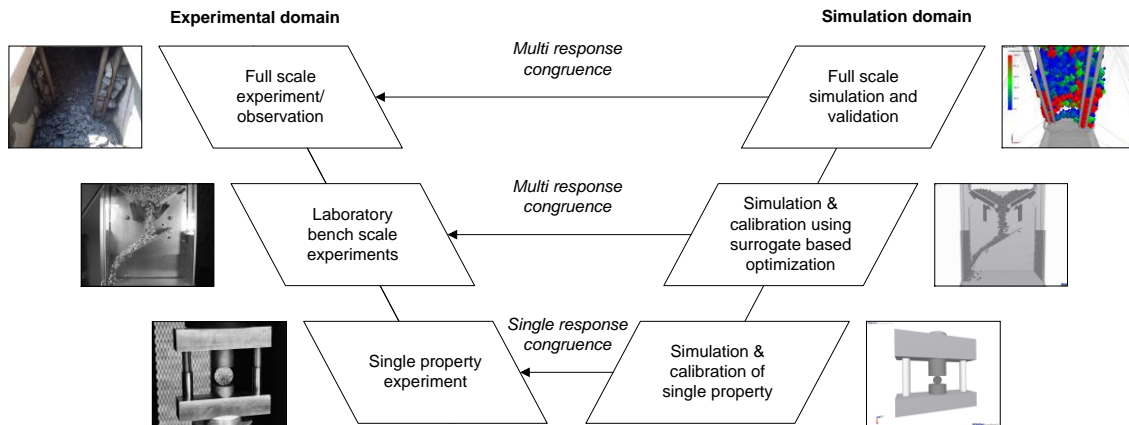 Experimental domain
Simulation domain
Full scale
experiment/
observation
Multi response
congruence
Full scale
simulation and
validation
Laboratory
bench scale
experiments
Multi response
congruence
Simulation &
calibration using
surrogate based
optimization
Single property
experiment
Single response
congruence
Simulation &
calibration of
single property